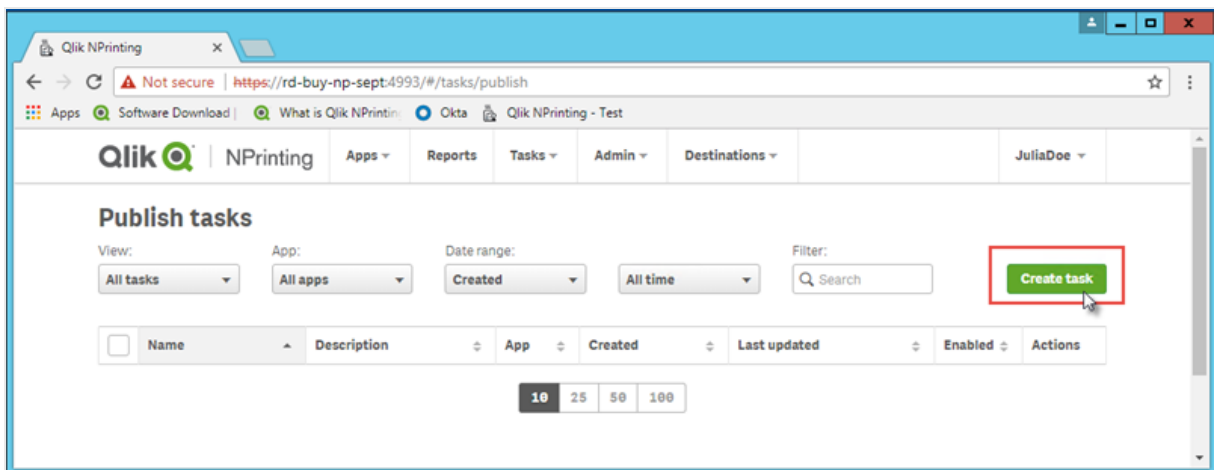 Qlik NPrinting
Not secure | https://rd-buy-np-sept:4993/#/tasks/publish
Apps Software Download | What is Qlik NPrintin Okta Qlik NPrinting - Test
Qlik NPrinting Apps Reports Tasks Admin Destinations JuliaDoe
Publish tasks
View: App: Date range: Filter:
All tasks All apps Created All time Search Create task
Name Description App Created Last updated Enabled Actions
10 25 50 100